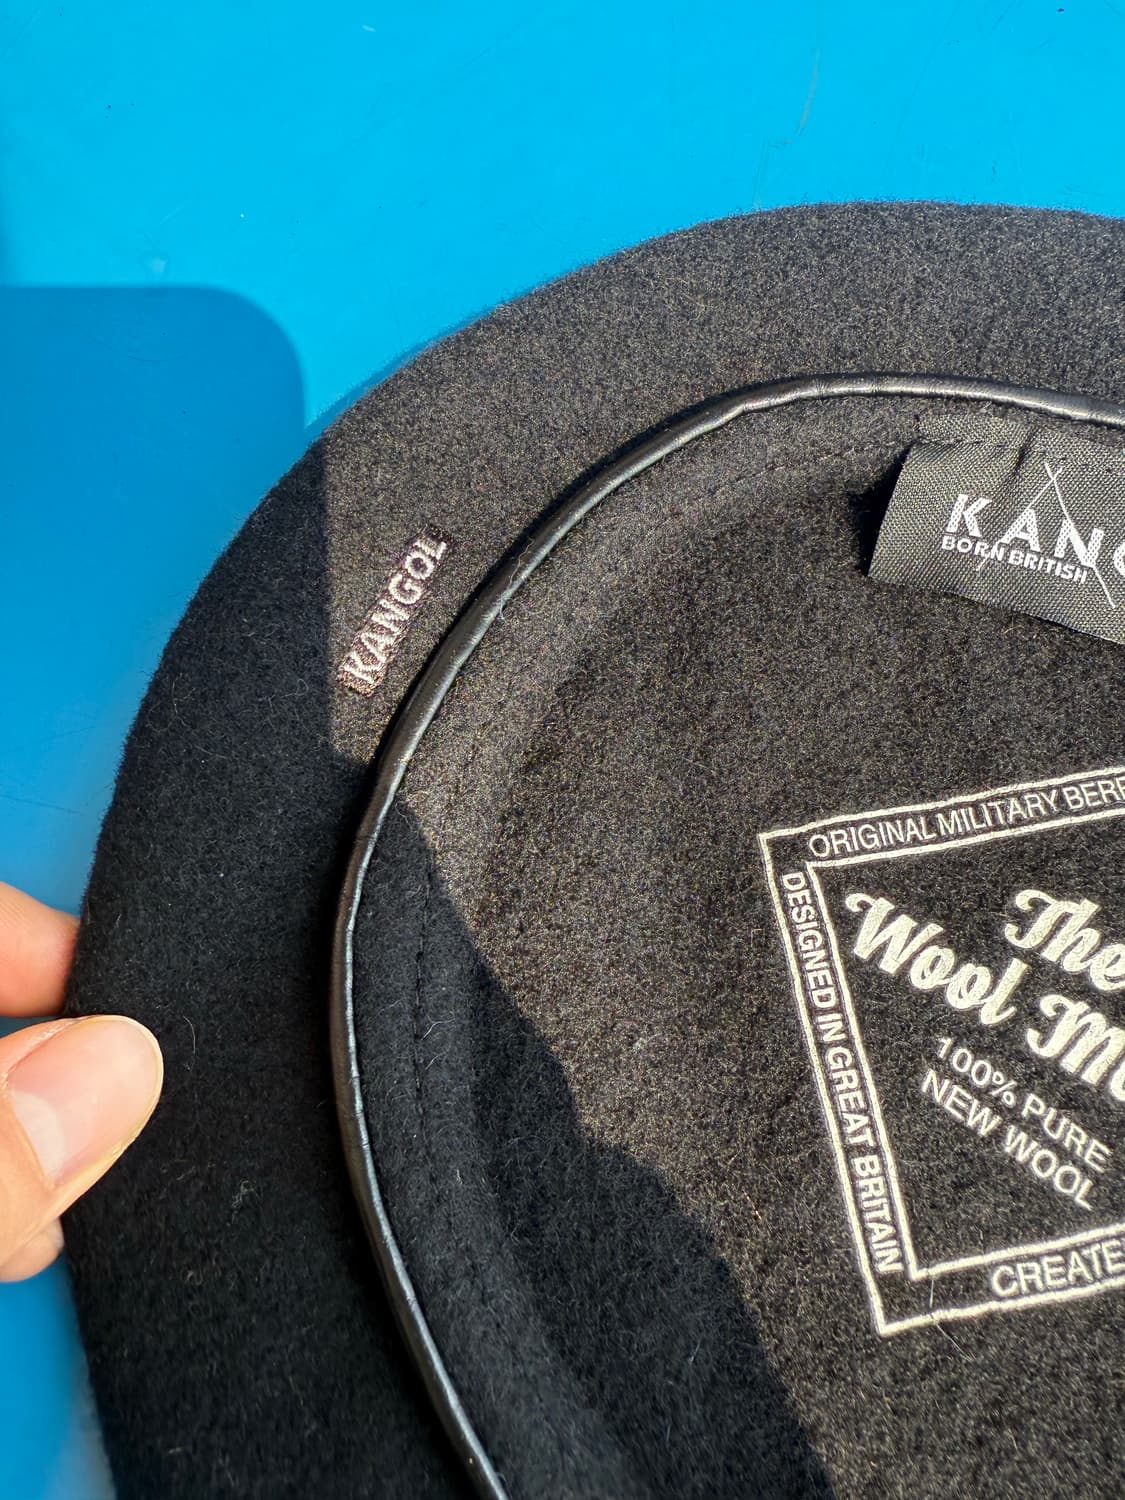 KANGOL
KANG
BORN BRITISH
ORIGINAL MILITARY BERE
DESIGNED IN GREAT BRITAIN
The
Wool M
100% PURE
NEW WOOL
CREATE